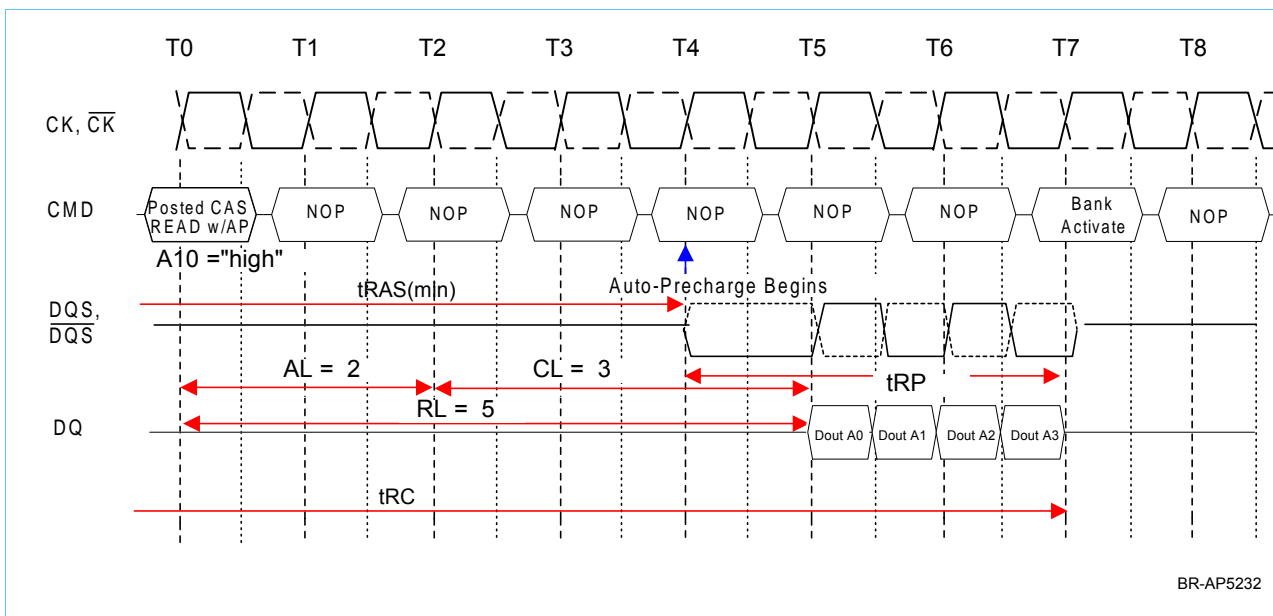 T0 T1 T2 T3 T4 T5 T6 T7 T8
CK, CK
CMD
Posted CAS
READ w/AP
NOP
NOP
NOP
NOP
NOP
NOP
Bank
Activate
NOP
A10 ="high"
tRAS(min)
Auto-Precharge Begins
DQS,
DQS
AL = 2
CL = 3
tRP
RL = 5
DQ
Dout A0
Dout A1
Dout A2
Dout A3
tRC
BR-AP5232